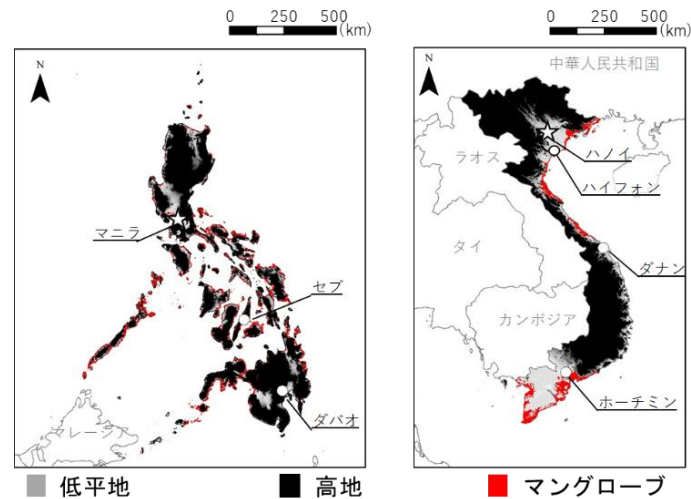 0 250 500 (km)
0 250 500 (km)
N
N
中華人民共和国
ラオス
ハノイ
ハイフォン
マニラ
タイ
ダナン
セブ
カンボジア
ホーチミン
ダバオ
マレーシア
低平地 高地 マングローブ